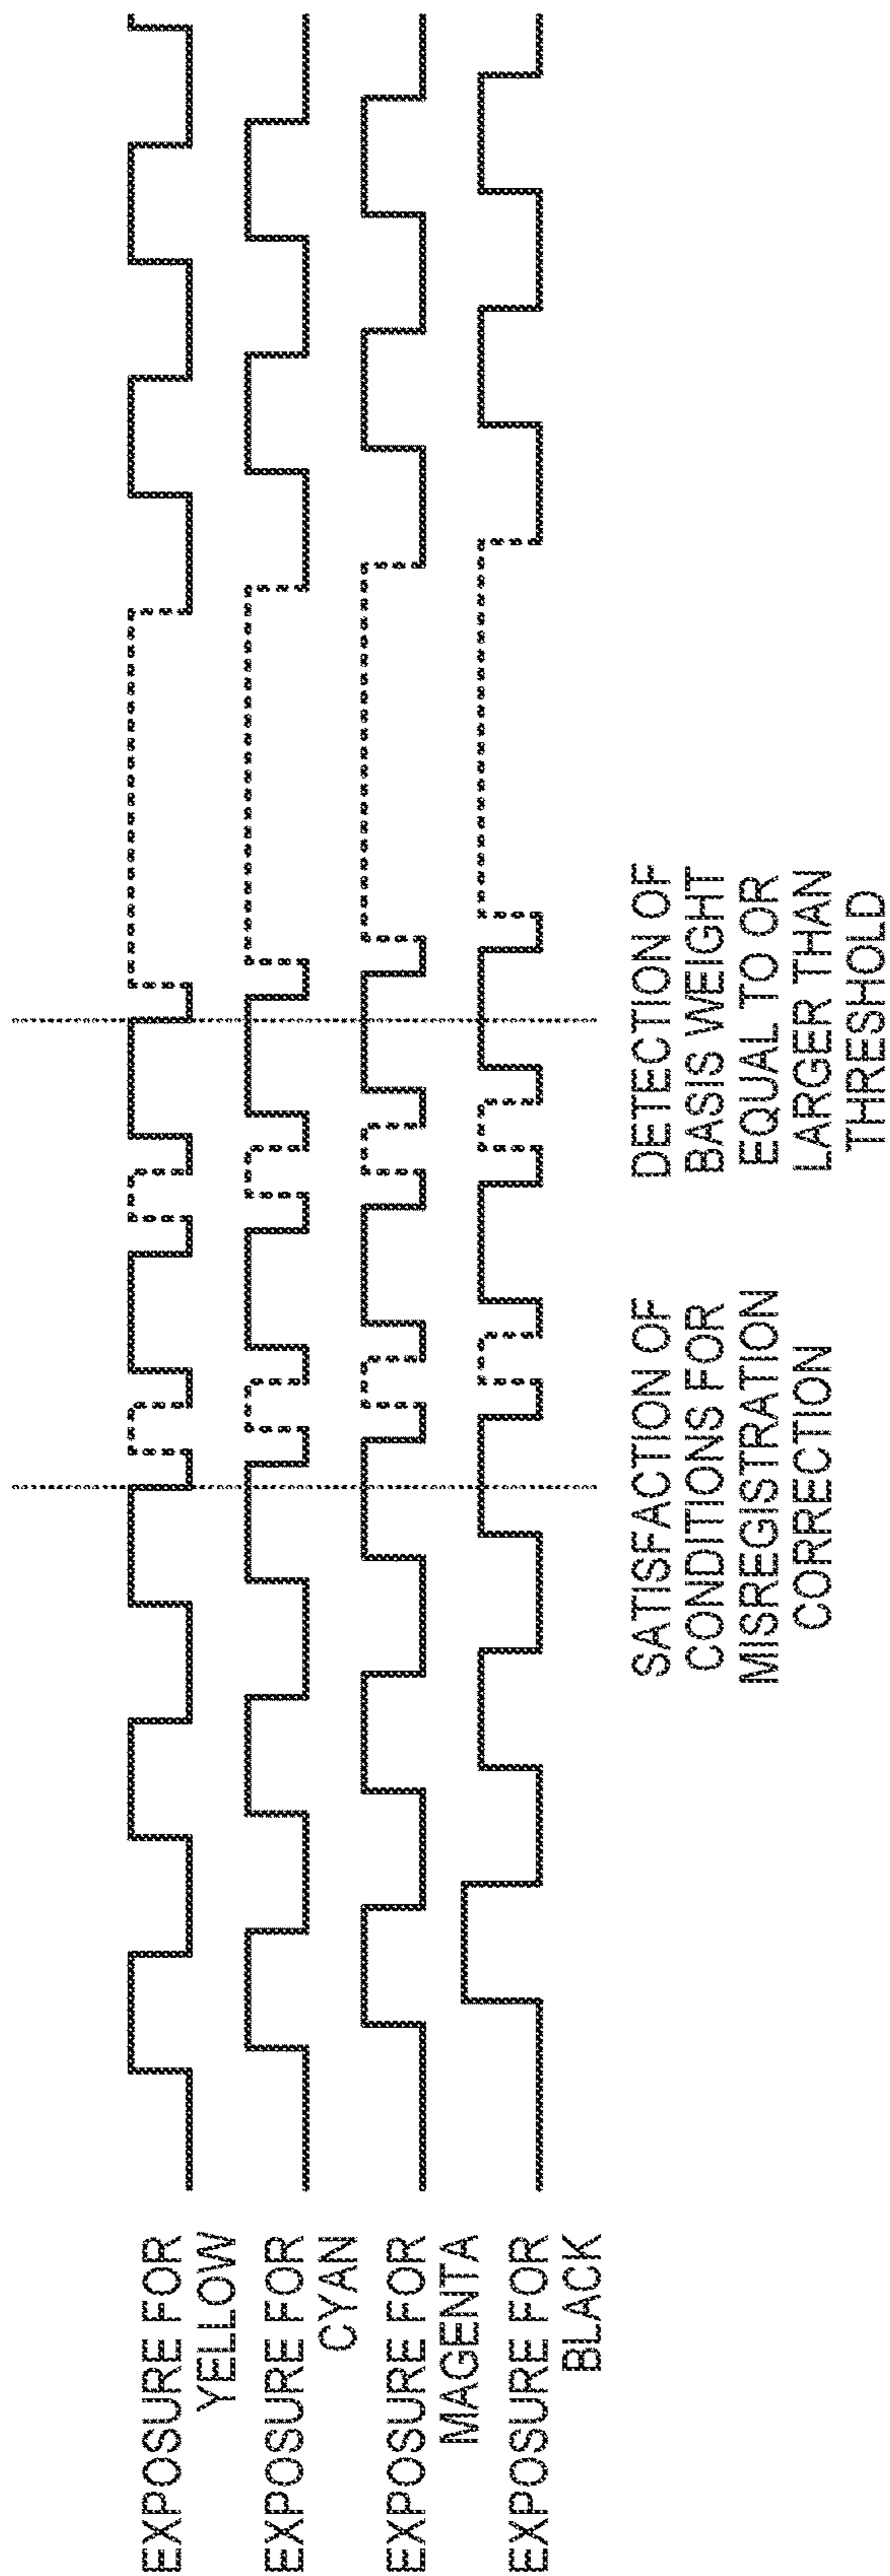 EXPOSURE FOR
YELLOW
EXPOSURE FOR
CYAN
EXPOSURE FOR
MAGENTA
EXPOSURE FOR
BLACK
SATISFACTION OF
CONDITIONS FOR
MISREGISTRATION
CORRECTION
DETECTION OF
BASIS WEIGHT
EQUAL TO OR
LARGER THAN
THRESHOLD